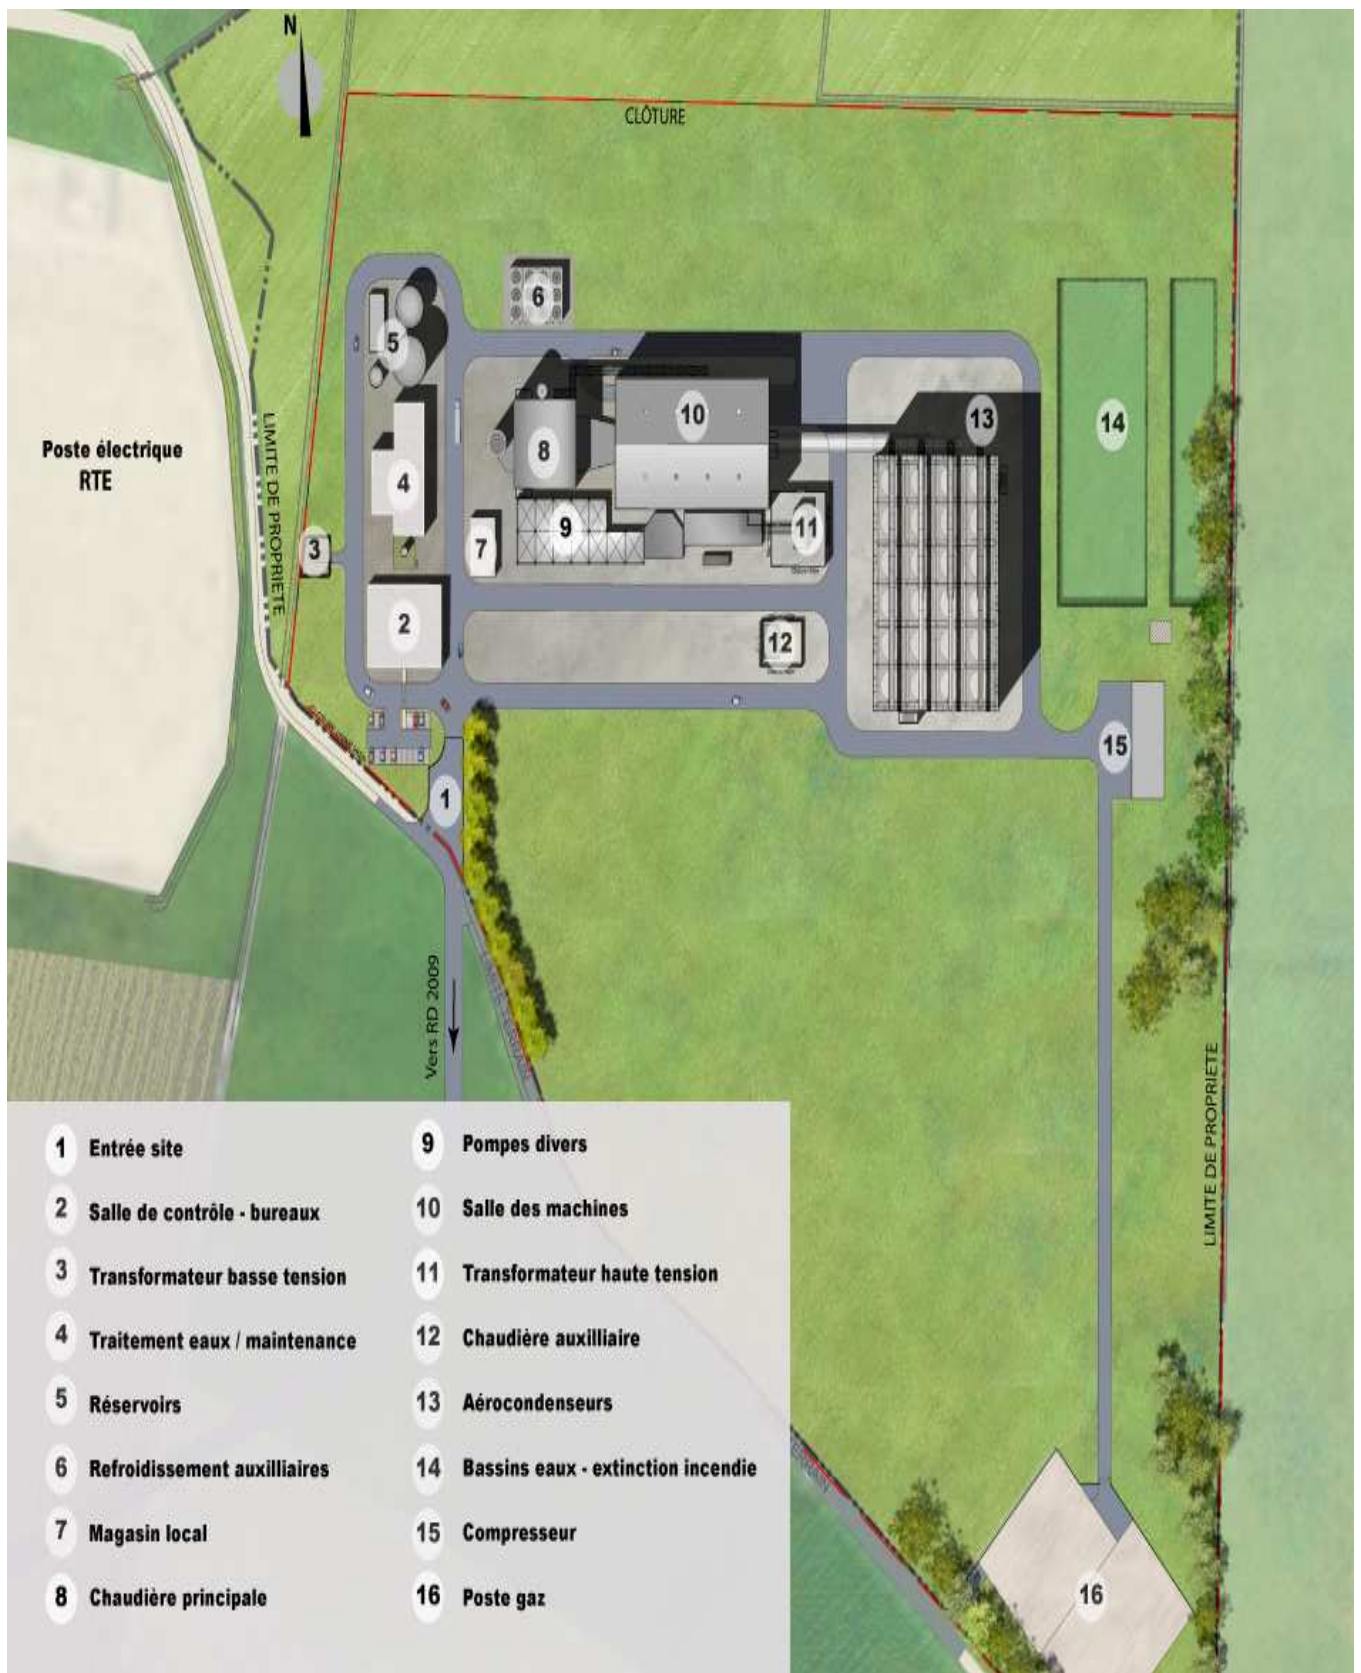 N
CLÔTURE
Poste électrique
RTE
LIMITE DE PROPRIETE
6
5
10
13
14
8
4
9
11
7
3
2
12
15
1
Vers RD 2009
LIMITE DE PROPRIETE
16
1 Entrée site
2 Salle de contrôle - bureaux
3 Transformateur basse tension
4 Traitement eaux / maintenance
5 Réservoirs
6 Refroidissement auxilliaires
7 Magasin local
8 Chaudière principale
9 Pompes divers
10 Salle des machines
11 Transformateur haute tension
12 Chaudière auxilliaire
13 Aérocondenseurs
14 Bassins eaux - extinction incendie
15 Compresseur
16 Poste gaz